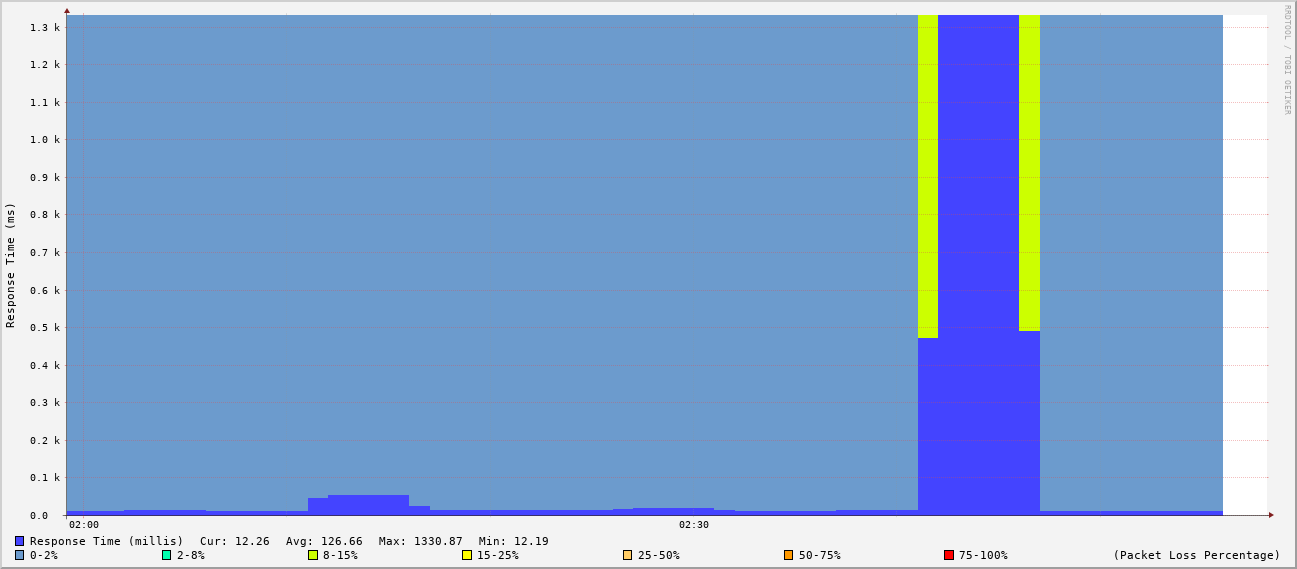 RRDTOOL / TOBI OETIKER
Response Time (ms)
1.3 k
1.2 k
1.1 k
1.0 k
0.9 k
0.8 k
0.7 k
0.6 k
0.5 k
0.4 k
0.3 k
0.2 k
0.1 k
0.0
02:00 02:30
Response Time (millis) Cur: 12.26 Avg: 126.66 Max: 1330.87 Min: 12.19
0-2% 2-8% 8-15% 15-25% 25-50% 50-75% 75-100% (Packet Loss Percentage)